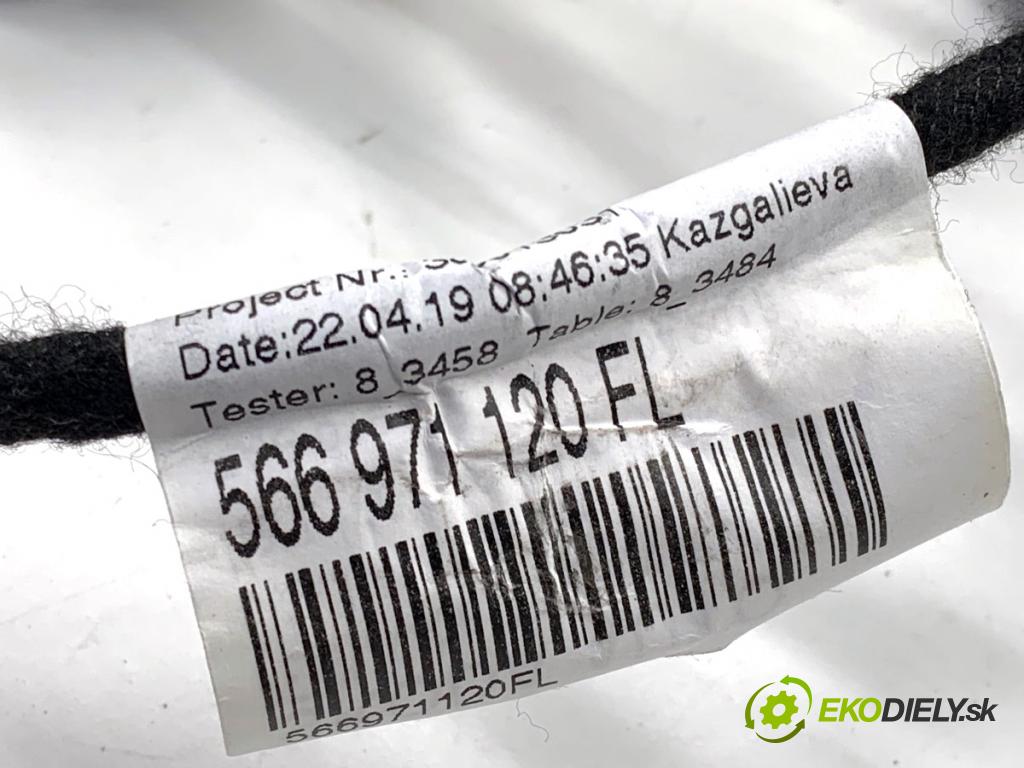 Project Nr.:
Date:22.04.19 08:46:35 Kazgalieva
Tester: 8_3458 Table: 8_3484
566 971 120 FL
566971120FL
EKODIELY.sk